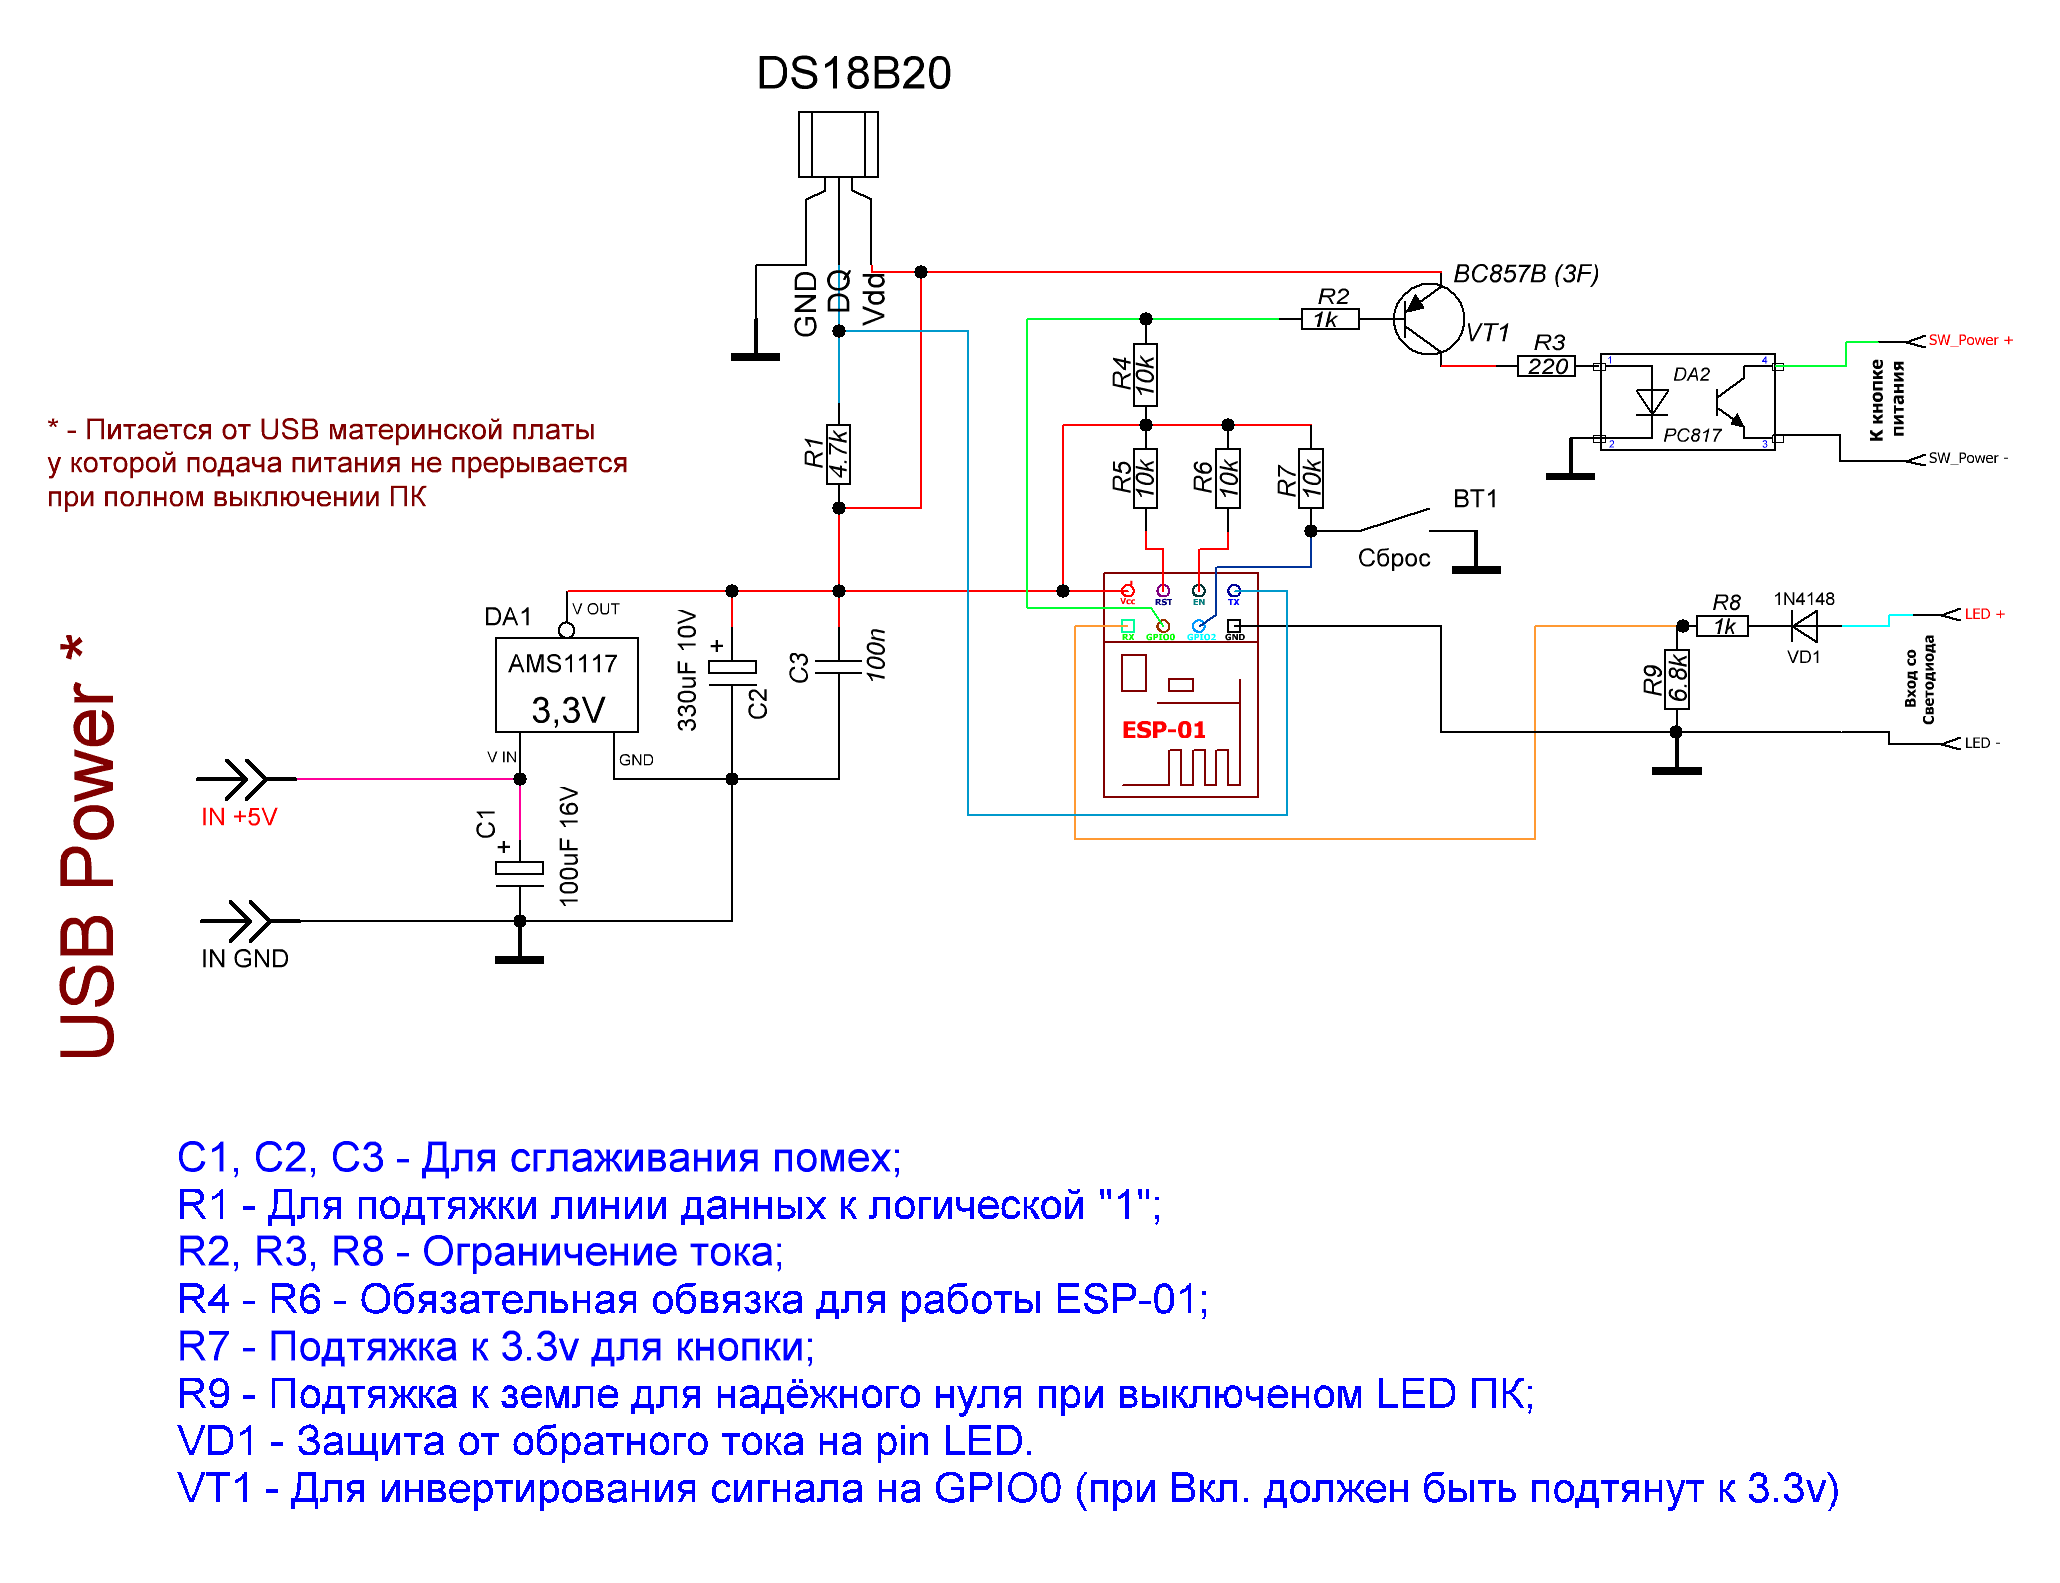 DS18B20
GND
DQ
Vdd
BC857B (3F)
R2
1k
VT1
R3
220
R4
10k
DA2
PC817
1
2
3
4
SW_Power +
К кнопке
питания
SW_Power -
* - Питается от USB материнской платы
у которой подача питания не прерывается
при полном выключении ПК
R1
4.7k
R5
10k
R6
10k
R7
10k
BT1
Сброс
DA1
V OUT
AMS1117
3,3V
V IN
GND
330uF 10V
+
C2
C3
100n
Vcc
RST
EN
TX
RX
GPIO0
GPIO2
GND
ESP-01
R8
1k
1N4148
VD1
R9
6.8k
LED +
Вход со
Светодиода
LED -
USB Power *
IN +5V
C1
+
100uF 16V
IN GND
C1, C2, C3 - Для сглаживания помех;
R1 - Для подтяжки линии данных к логической "1";
R2, R3, R8 - Ограничение тока;
R4 - R6 - Обязательная обвязка для работы ESP-01;
R7 - Подтяжка к 3.3v для кнопки;
R9 - Подтяжка к земле для надёжного нуля при выключеном LED ПК;
VD1 - Защита от обратного тока на pin LED.
VT1 - Для инвертирования сигнала на GPIO0 (при Вкл. должен быть подтянут к 3.3v)